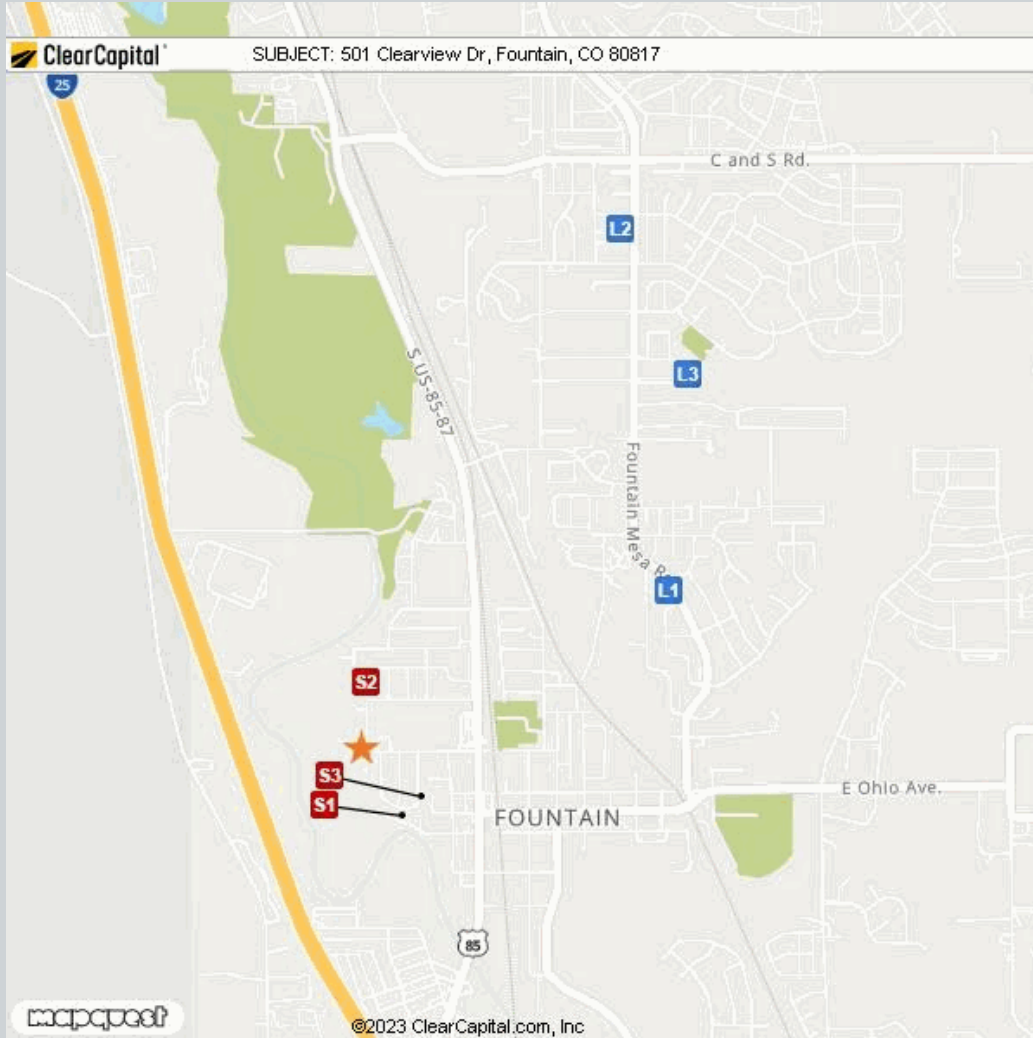 ClearCapital
SUBJECT: 501 Clearview Dr, Fountain, CO 80817
25
C and S Rd.
L2
S US-85-87
L3
Fountain Mesa R
L1
S2
S3
S1
E Ohio Ave.
FOUNTAIN
85
mapquest
©2023 ClearCapital.com, Inc